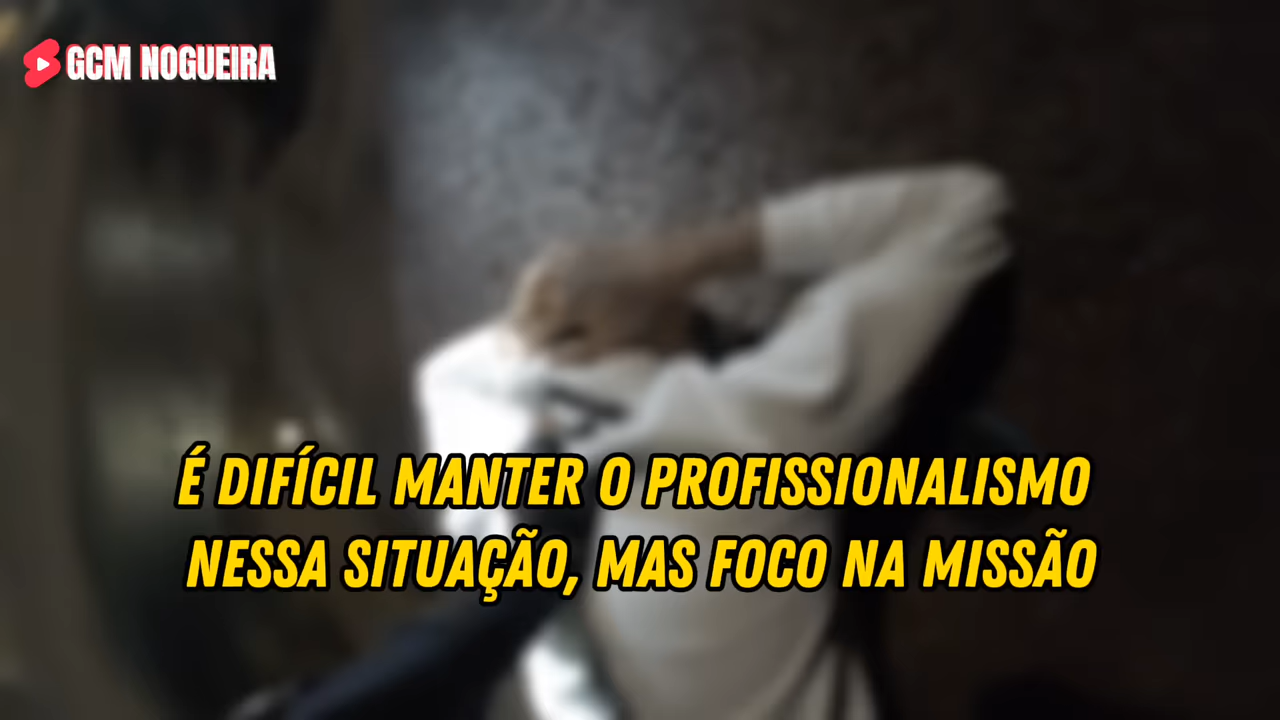 GCM NOGUEIRA
É DIFÍCIL MANTER O PROFISSIONALISMO
NESSA SITUAÇÃO, MAS FOCO NA MISSÃO